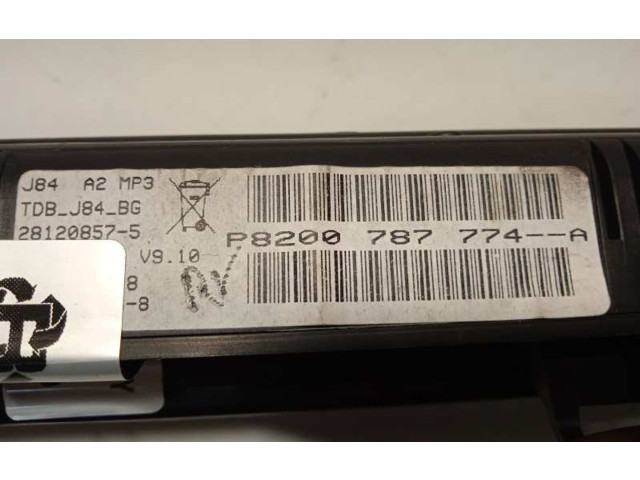 J84 A2 MP3
TDB_J84_BG
28120857-5
V9.10
8
-8
P8200 787 774--A